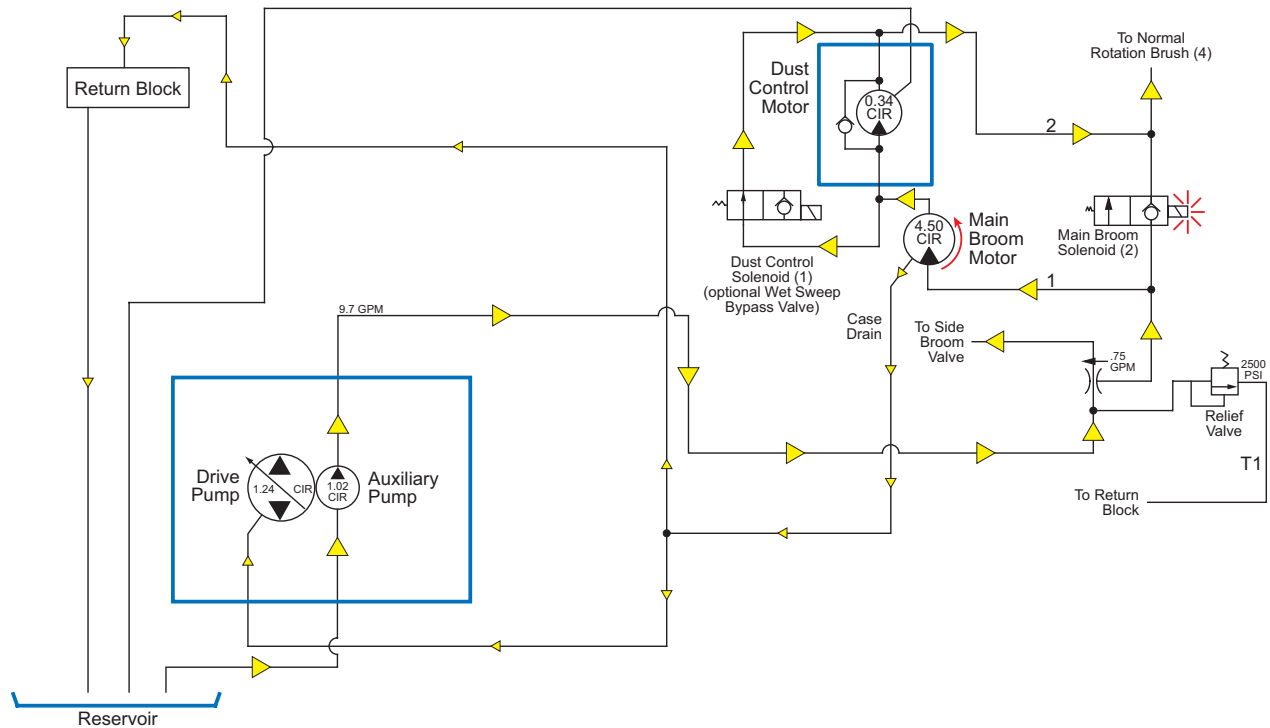 Return Block
To Normal
Rotation Brush (4)
Dust
Control
Motor
0.34
CIR
2
Main Broom
Solenoid (2)
4.50
CIR
Main
Broom
Motor
Dust Control
Solenoid (1)
(optional Wet Sweep
Bypass Valve)
1
9.7 GPM
Case
Drain
To Side
Broom
Valve
.75
GPM
2500
PSI
Relief
Valve
T1
To Return
Block
Drive
Pump
1.24 CIR
1.02
CIR
Auxiliary
Pump
Reservoir